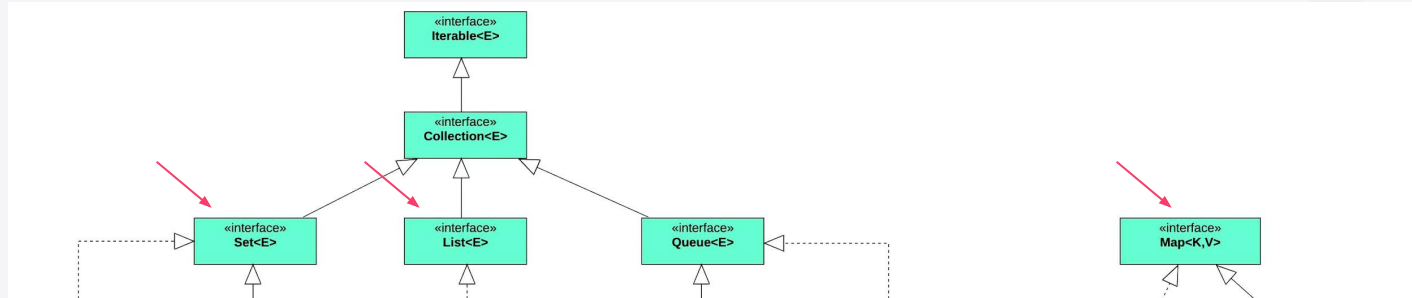 «interface»
Iterable<E>
«interface»
Collection<E>
«interface»
Set<E>
«interface»
List<E>
«interface»
Queue<E>
«interface»
Map<K,V>